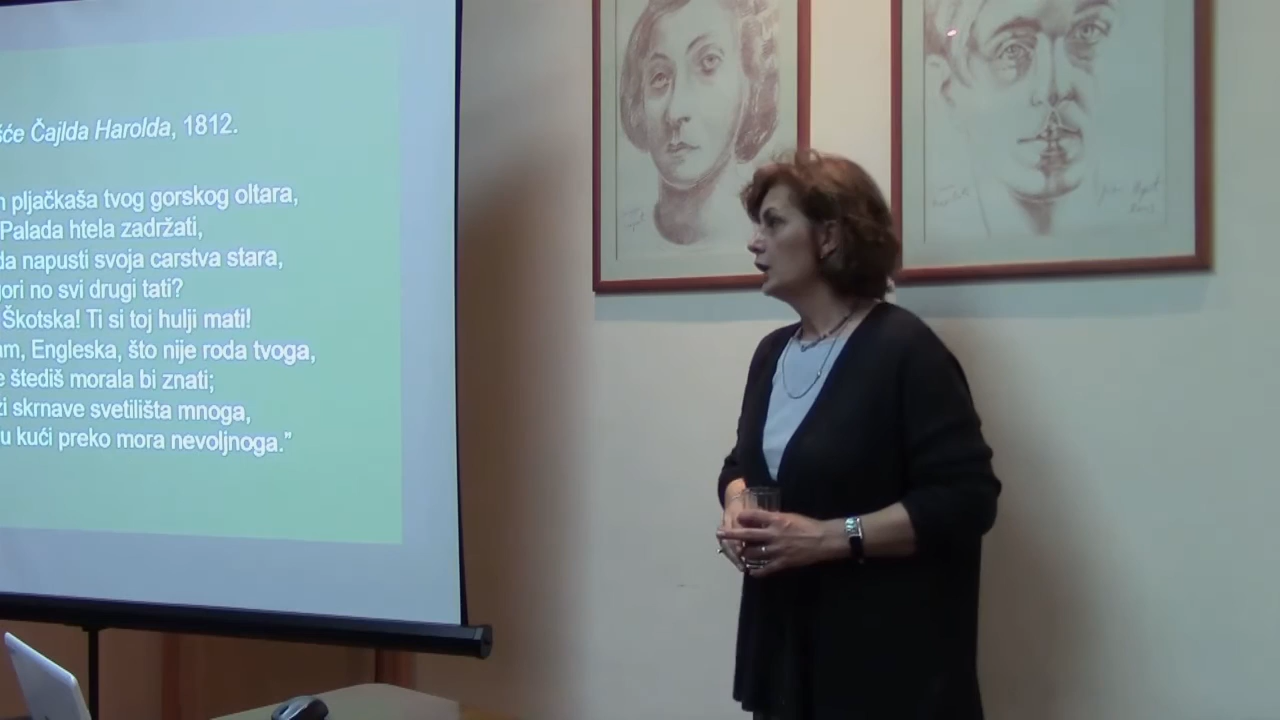 šće Čajlda Harolda, 1812.
pljačkaša tvog gorskog oltara,
Palada htela zadržati,
da napusti svoja carstva stara,
gori no svi drugi tati?
Škotska! Ti si toj hulji mati!
Engleska, što nije roda tvoga,
štediš morala bi znati;
skrnave svetilišta mnoga,
u kući preko mora nevoljnoga.”